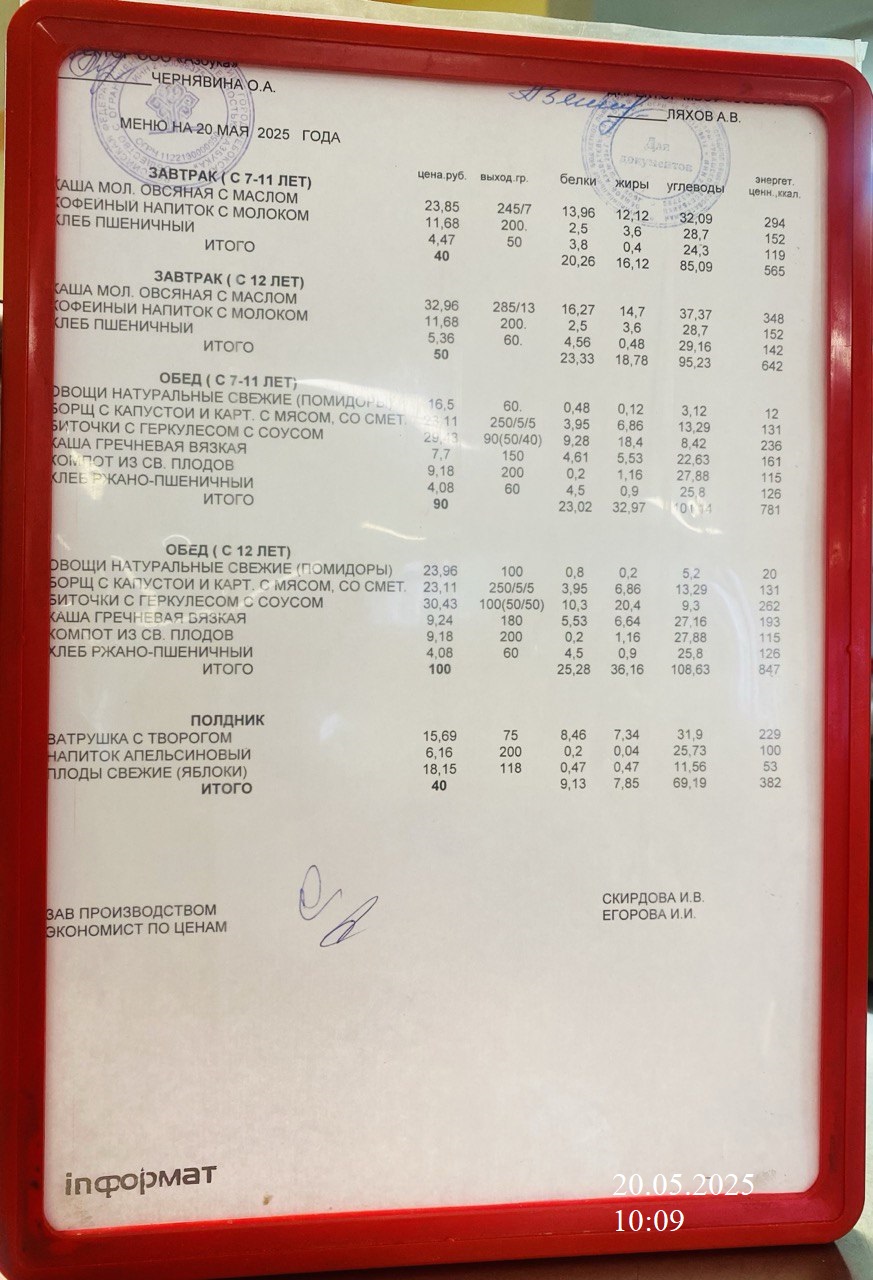 ООО «Азбука»
ЧЕРНЯВИНА О.А.
ЛЯХОВ А.В.
Для документов
МЕНЮ НА 20 МАЯ 2025 ГОДА
цена.руб. выход.гр. белки жиры углеводы энергет. ценн.,ккал.
ЗАВТРАК ( С 7-11 ЛЕТ)
КАША МОЛ. ОВСЯНАЯ С МАСЛОМ 23,85 245/7 13,96 12,12 32,09 294
КОФЕЙНЫЙ НАПИТОК С МОЛОКОМ 11,68 200. 2,5 3,6 28,7 152
ХЛЕБ ПШЕНИЧНЫЙ 4,47 50 3,8 0,4 24,3 119
ИТОГО 40 20,26 16,12 85,09 565
ЗАВТРАК ( С 12 ЛЕТ)
КАША МОЛ. ОВСЯНАЯ С МАСЛОМ 32,96 285/13 16,27 14,7 37,37 348
КОФЕЙНЫЙ НАПИТОК С МОЛОКОМ 11,68 200. 2,5 3,6 28,7 152
ХЛЕБ ПШЕНИЧНЫЙ 5,36 60. 4,56 0,48 29,16 142
ИТОГО 50 23,33 18,78 95,23 642
ОБЕД ( С 7-11 ЛЕТ)
ОВОЩИ НАТУРАЛЬНЫЕ СВЕЖИЕ (ПОМИДОРЫ) 16,5 60. 0,48 0,12 3,12 12
БОРЩ С КАПУСТОЙ И КАРТ. С МЯСОМ, СО СМЕТ. 250/5/5 3,95 6,86 13,29 131
БИТОЧКИ С ГЕРКУЛЕСОМ С СОУСОМ 90(50/40) 9,28 18,4 8,42 236
КАША ГРЕЧНЕВАЯ ВЯЗКАЯ 7,7 150 4,61 5,53 22,63 161
КОМПОТ ИЗ СВ. ПЛОДОВ 9,18 200 0,2 1,16 27,88 115
ХЛЕБ РЖАНО-ПШЕНИЧНЫЙ 4,08 60 4,5 0,9 25,8 126
ИТОГО 90 23,02 32,97 781
ОБЕД ( С 12 ЛЕТ)
ОВОЩИ НАТУРАЛЬНЫЕ СВЕЖИЕ (ПОМИДОРЫ) 23,96 100 0,8 0,2 5,2 20
БОРЩ С КАПУСТОЙ И КАРТ. С МЯСОМ, СО СМЕТ. 23,11 250/5/5 3,95 6,86 13,29 131
БИТОЧКИ С ГЕРКУЛЕСОМ С СОУСОМ 30,43 100(50/50) 10,3 20,4 9,3 262
КАША ГРЕЧНЕВАЯ ВЯЗКАЯ 9,24 180 5,53 6,64 27,16 193
КОМПОТ ИЗ СВ. ПЛОДОВ 9,18 200 0,2 1,16 27,88 115
ХЛЕБ РЖАНО-ПШЕНИЧНЫЙ 4,08 60 4,5 0,9 25,8 126
ИТОГО 100 25,28 36,16 108,63 847
ПОЛДНИК
ВАТРУШКА С ТВОРОГОМ 15,69 75 8,46 7,34 31,9 229
НАПИТОК АПЕЛЬСИНОВЫЙ 6,16 200 0,2 0,04 25,73 100
ПЛОДЫ СВЕЖИЕ (ЯБЛОКИ) 18,15 118 0,47 0,47 11,56 53
ИТОГО 40 9,13 7,85 69,19 382
ЗАВ ПРОИЗВОДСТВОМ СКИРДОВА И.В.
ЭКОНОМИСТ ПО ЦЕНАМ ЕГОРОВА И.И.
inформат
20.05.2025
10:09